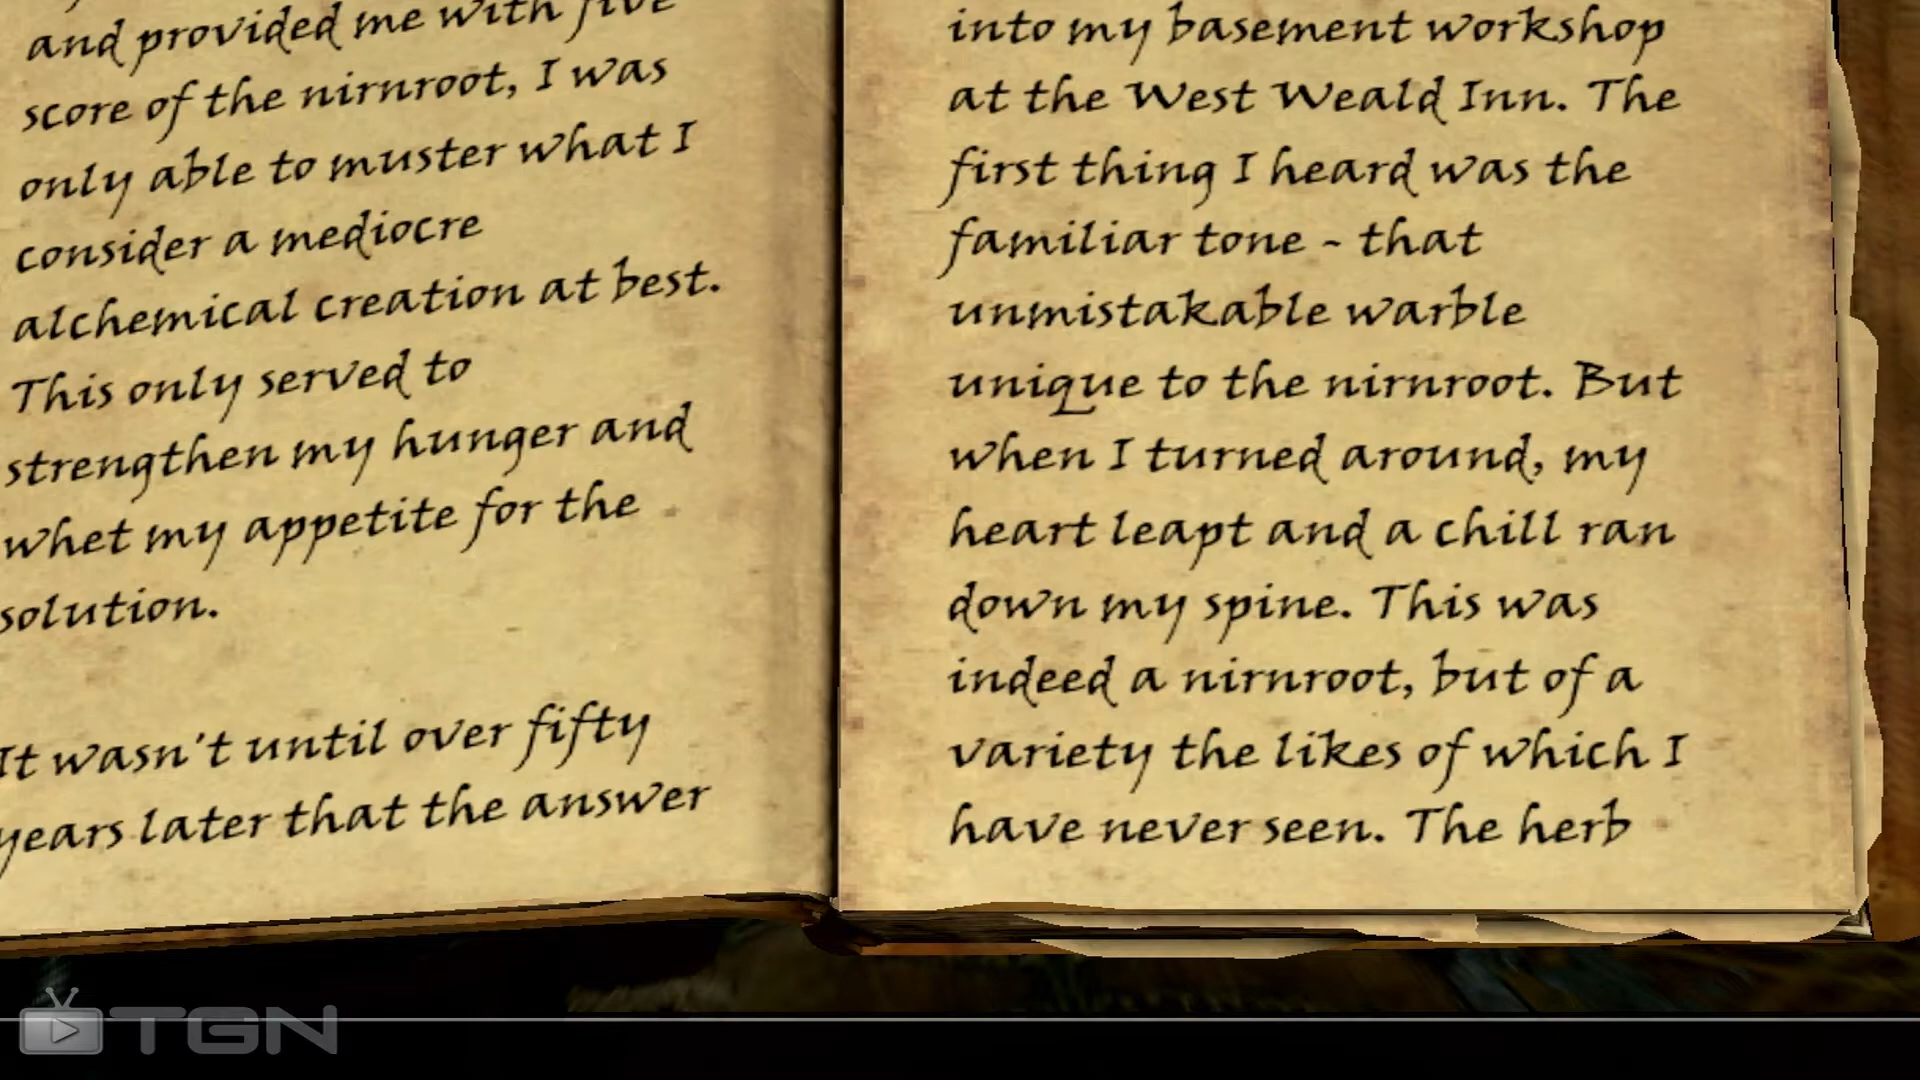 and provided me with five
score of the nirnroot, I was
only able to muster what I
consider a mediocre
alchemical creation at best.
This only served to
strengthen my hunger and
whet my appetite for the
solution.
It wasn't until over fifty
years later that the answer
into my basement workshop
at the West Weald Inn. The
first thing I heard was the
familiar tone - that
unmistakable warble
unique to the nirnroot. But
when I turned around, my
heart leapt and a chill ran
down my spine. This was
indeed a nirnroot, but of a
variety the likes of which I
have never seen. The herb
TGN